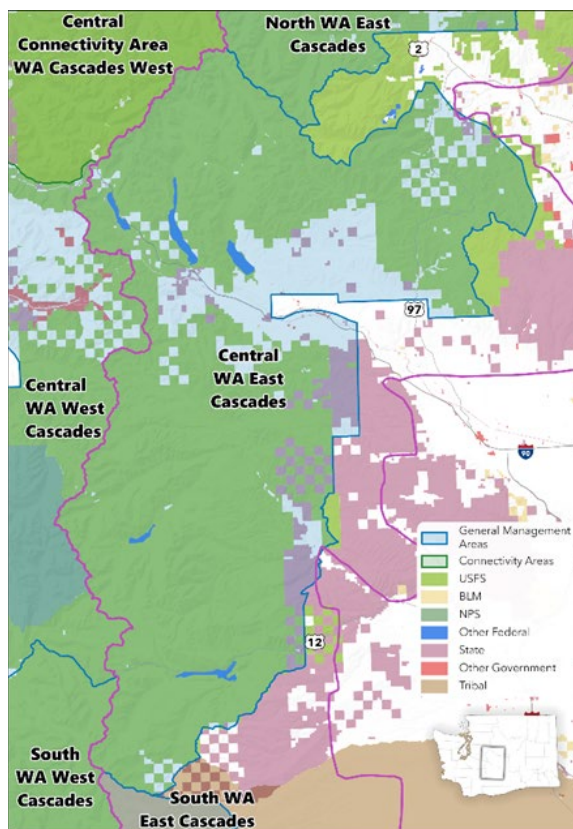 Central
Connectivity Area
WA Cascades West
North WA East
Cascades
2
97
Central
WA East
Cascades
Central
WA West
Cascades
90
General Management
Areas
Connectivity Areas
USFS
BLM
NPS
Other Federal
State
Other Government
Tribal
12
South
WA West
Cascades
South WA
East Cascades